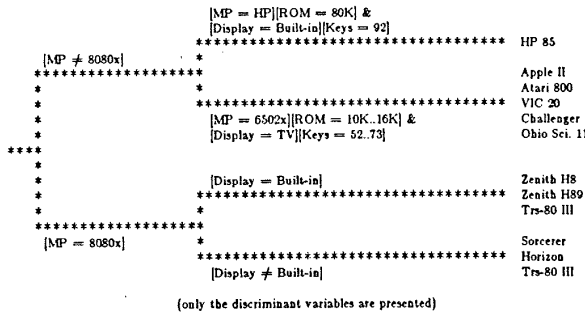 [MP = HP][ROM = 80K] &
[Display = Built-in][Keys = 92]
HP 85
[MP ≠ 8080x]
Apple II
Atari 800
VIC 20
[MP = 6502x][ROM = 10K..16K] &
Challenger
[Display = TV][Keys = 52..73]
Ohio Sci. 11
[Display = Built-in]
Zenith H8
Zenith H89
Trs-80 III
[MP = 8080x]
Sorcerer
Horizon
[Display ≠ Built-in]
Trs-80 III
(only the discriminant variables are presented)